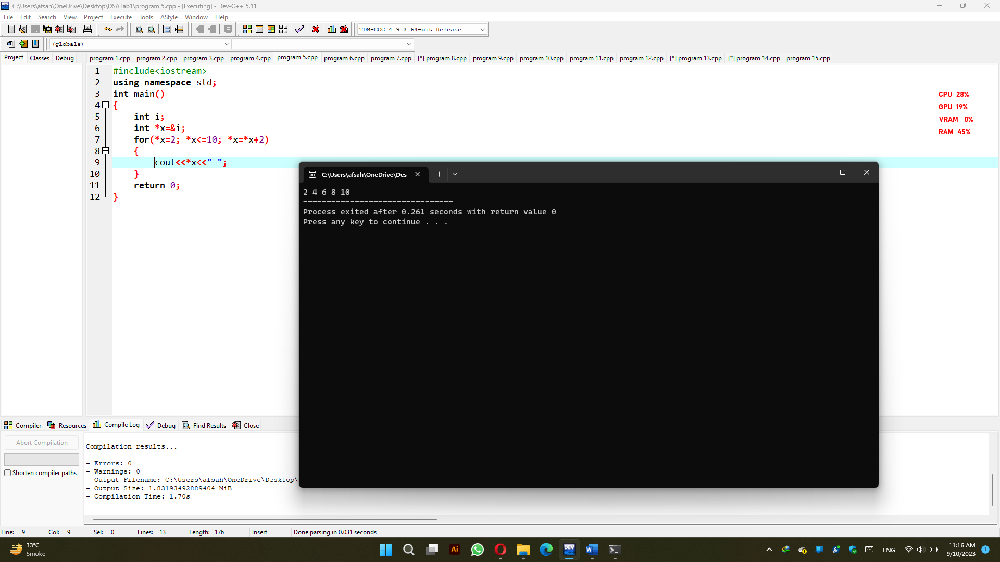 C:\Users\afsah\OneDrive\Desktop\DSA lab1\program 5.cpp - [Executing] - Dev-C++ 5.11
File Edit Search View Project Execute Tools AStyle Window Help
TDM-GCC 4.9.2 64-bit Release
(globals)
Project Classes Debug program 1.cpp program 2.cpp program 3.cpp program 4.cpp program 5.cpp program 6.cpp program 7.cpp [*] program 8.cpp program 9.cpp program 10.cpp program 11.cpp program 12.cpp [*] program 13.cpp [*] program 14.cpp program 15.cpp
1 #include<iostream>
2 using namespace std;
3 int main()
4 {
5 int i;
6 int *x=&i;
7 for(*x=2; *x<=10; *x=*x+2)
8 {
9 cout<<*x<<" ";
10 }
11 return 0;
12 }
CPU 28%
GPU 19%
VRAM 0%
RAM 45%
C:\Users\afsah\OneDrive\Des
2 4 6 8 10
--------------------------------
Process exited after 0.261 seconds with return value 0
Press any key to continue . . .
Compiler Resources Compile Log Debug Find Results Close
Abort Compilation
Shorten compiler paths
Compilation results...
--------
- Errors: 0
- Warnings: 0
- Output Filename: C:\Users\afsah\OneDrive\Desktop\
- Output Size: 1.83193492889404 MiB
- Compilation Time: 1.70s
Line: 9 Col: 9 Sel: 0 Lines: 13 Length: 176 Insert Done parsing in 0.031 seconds
33°C
Smoke
Ai
DEV
W
ENG
11:16 AM
9/10/2023
1